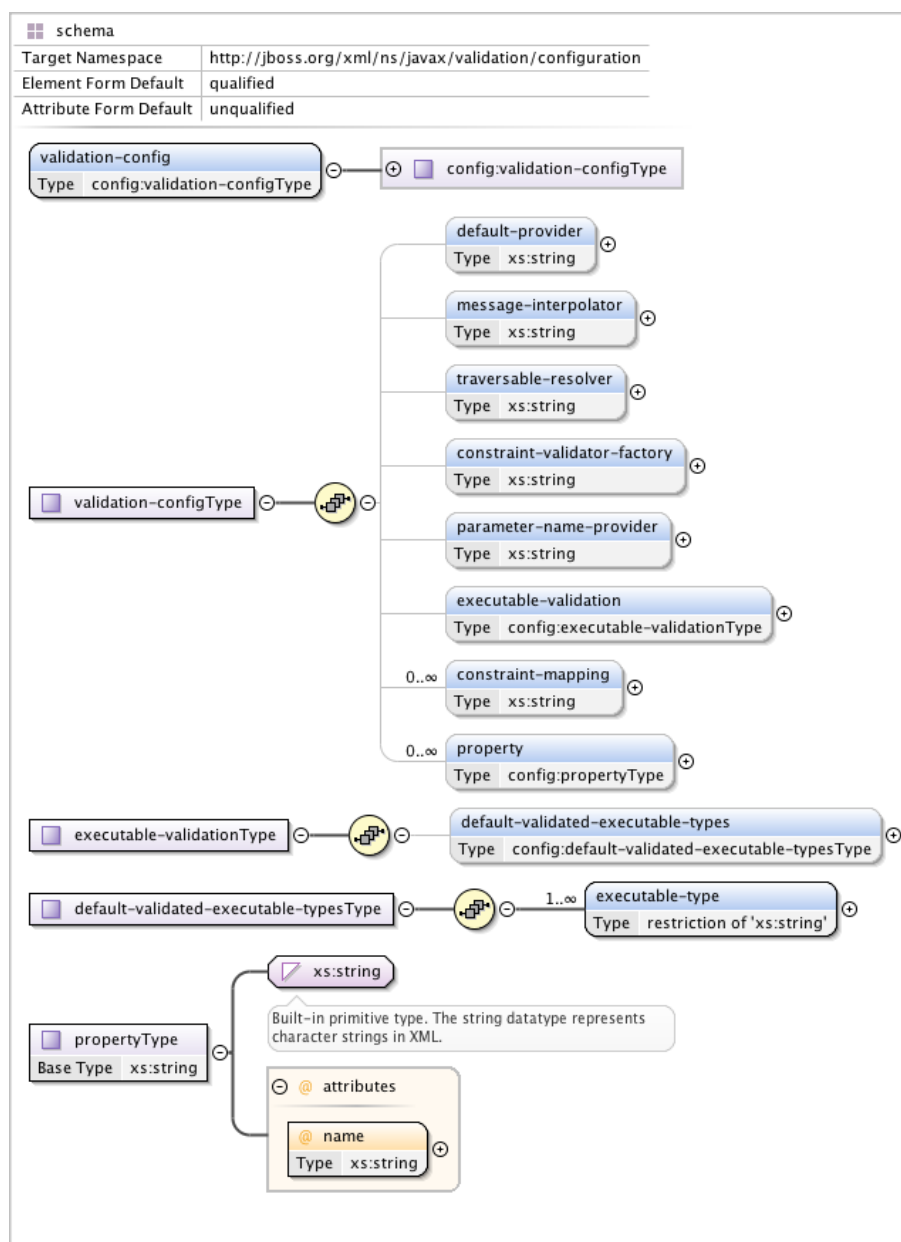 schema
Target Namespace http://jboss.org/xml/ns/javax/validation/configuration
Element Form Default qualified
Attribute Form Default unqualified
validation-config
Type config:validation-configType
config:validation-configType
default-provider
Type xs:string
message-interpolator
Type xs:string
traversable-resolver
Type xs:string
constraint-validator-factory
Type xs:string
validation-configType
parameter-name-provider
Type xs:string
executable-validation
Type config:executable-validationType
0..∞ constraint-mapping
Type xs:string
0..∞ property
Type config:propertyType
executable-validationType
default-validated-executable-types
Type config:default-validated-executable-typesType
default-validated-executable-typesType
1..∞ executable-type
Type restriction of 'xs:string'
xs:string
Built-in primitive type. The string datatype represents
character strings in XML.
propertyType
Base Type xs:string
@ attributes
@ name
Type xs:string